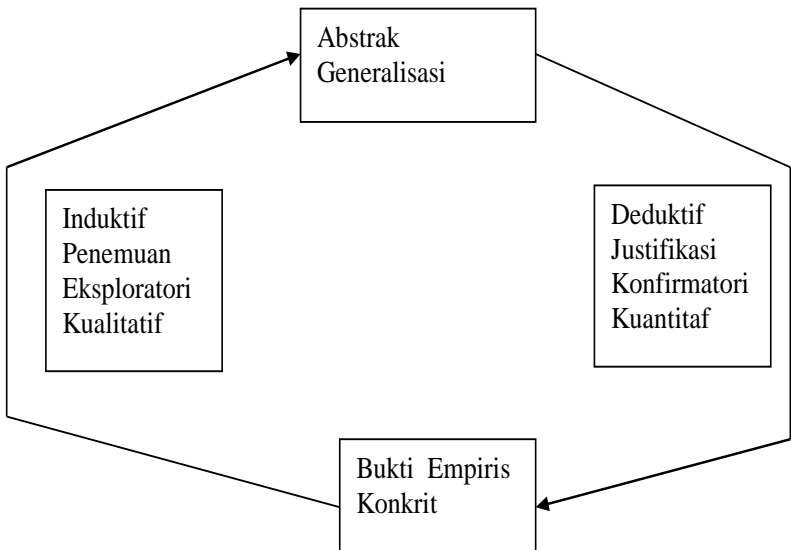 Abstrak
Generalisasi
Induktif
Penemuan
Eksploratori
Kualitatif
Deduktif
Justifikasi
Konfirmatori
Kuantitaf
Bukti Empiris
Konkrit